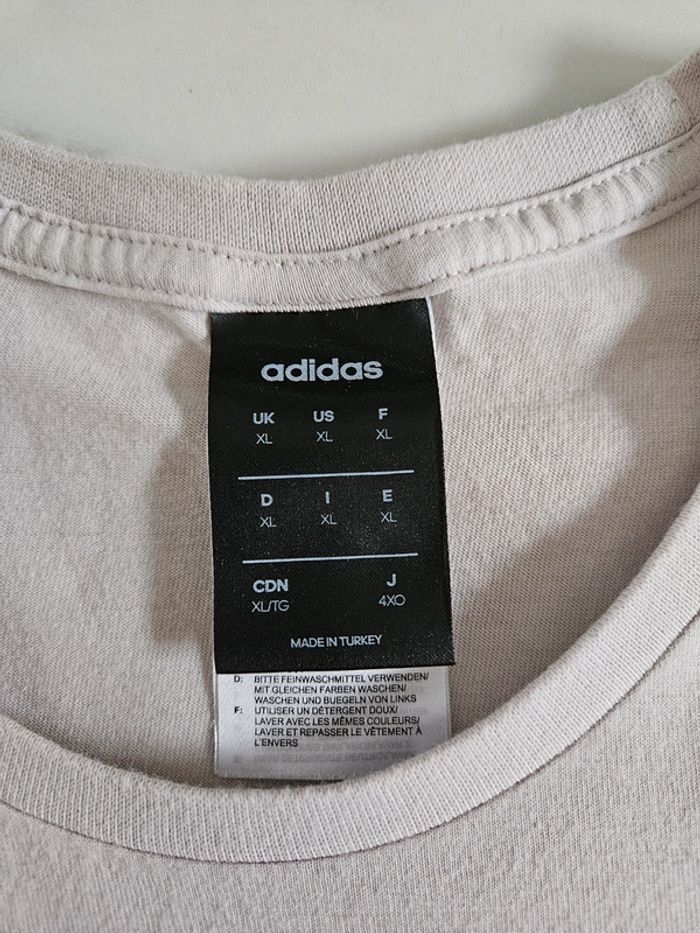 adidas
UK US F
XL XL XL
D I E
XL XL XL
CDN J
XL/TG 4XO
MADE IN TURKEY
D: BITTE FEINWASCHMITTEL VERWENDEN/
MIT GLEICHEN FARBEN WASCHEN/
WASCHEN UND BUEGELN VON LINKS
F: UTILISER UN DÉTERGENT DOUX/
LAVER AVEC LES MÊMES COULEURS/
LAVER ET REPASSER LE VÊTEMENT À
L'ENVERS